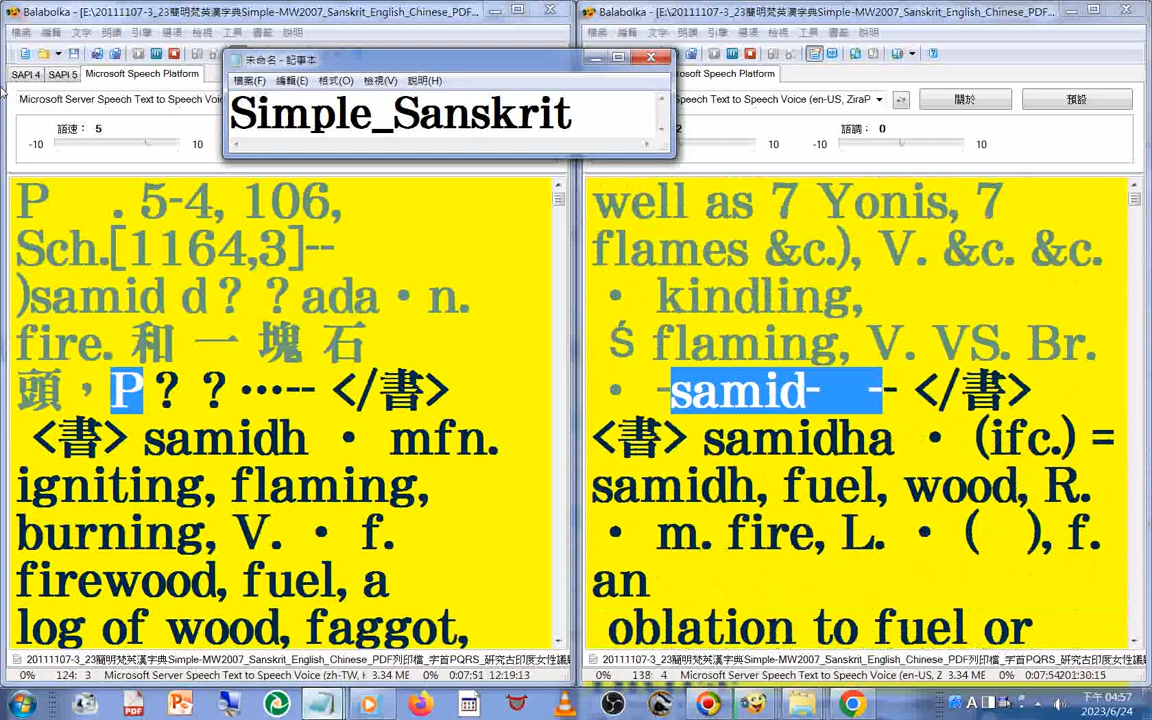 Balabolka - [E:\20111107-3_23簡明梵英漢字典Simple-MW2007_Sanskrit_English_Chinese_PDF...
檔案 編輯 文字 朗讀 引擎 選項 檢視 工具 書籤 說明
SAPI 4 SAPI 5 Microsoft Speech Platform
Microsoft Server Speech Text to Speech Voi
語速： 5
-10 10
P . 5-4, 106,
Sch.[1164,3]--
)samid d？？ada • n.
fire. 和 一 塊 石
頭，P？？…-- </書>
<書> samidh • mfn.
igniting, flaming,
burning, V. • f.
firewood, fuel, a
log of wood, faggot,
20111107-3_23簡明梵英漢字典Simple-MW2007_Sanskrit_English_Chinese_PDF列印檔_字首PQRS_研究古印度女性議
0% 124: 3 Microsoft Server Speech Text to Speech Voice (zh-TW, H 3.34 ME 0% 0:07:51 12:19:13
未命名 - 記事本
檔案(F) 編輯(E) 格式(O) 檢視(V) 說明(H)
Simple_Sanskrit
Balabolka - [E:\20111107-3_23簡明梵英漢字典Simple-MW2007_Sanskrit_English_Chinese_PDF...
檔案 編輯 文字 朗讀 引擎 選項 檢視 工具 書籤 說明
rosoft Speech Platform
Microsoft Server Speech Text to Speech Voice (en-US, ZiraP
關於 預設
2 語調： 0
10 -10 10
well as 7 Yonis, 7
flames &c.), V. &c. &c.
• kindling,
Ś flaming, V. VS. Br.
• -samid- -- </書>
<書> samidha • (ifc.) =
samidh, fuel, wood, R.
• m. fire, L. • ( ), f.
an
oblation to fuel or
20111107-3_23簡明梵英漢字典Simple-MW2007_Sanskrit_English_Chinese_PDF列印檔_字首PQRS_研究古印度女性議
0% 138: 4 Microsoft Server Speech Text to Speech Voice (en-US, Z 3.34 ME 0% 0:07:54 201:30:15
下午 04:57
2023/6/24